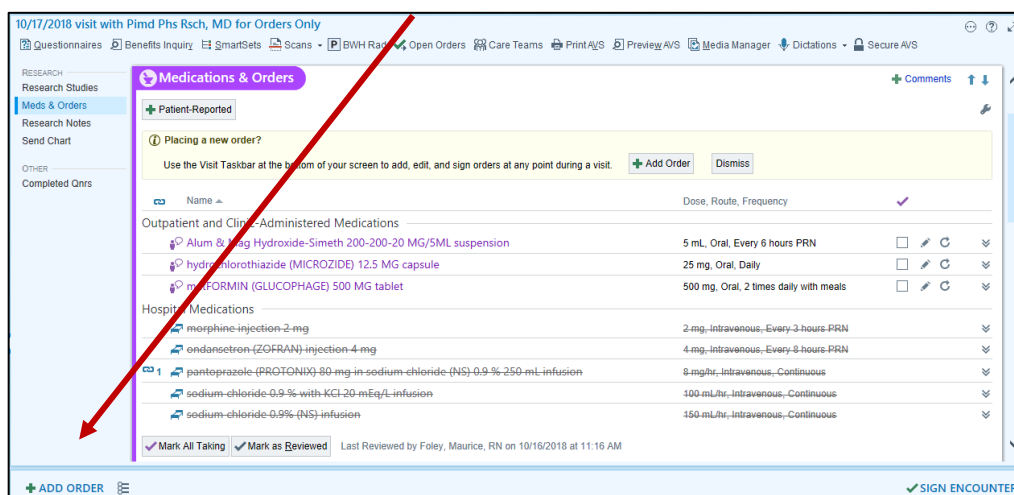 10/17/2018 visit with Pimd Phs Rsch, MD for Orders Only
Questionnaires Benefits Inquiry SmartSets Scans P BWH Rad Open Orders Care Teams Print AVS Preview AVS Media Manager Dictations Secure AVS
RESEARCH
Research Studies
Meds & Orders
Research Notes
Send Chart
OTHER
Completed Qnrs
Medications & Orders
Comments
Patient-Reported
Placing a new order?
Use the Visit Taskbar at the bottom of your screen to add, edit, and sign orders at any point during a visit. Add Order Dismiss
Name Dose, Route, Frequency
Outpatient and Clinic-Administered Medications
Alum & Mag Hydroxide-Simeth 200-200-20 MG/5ML suspension 5 mL, Oral, Every 6 hours PRN
hydrochlorothiazide (MICROZIDE) 12.5 MG capsule 25 mg, Oral, Daily
metFORMIN (GLUCOPHAGE) 500 MG tablet 500 mg, Oral, 2 times daily with meals
Hospital Medications
morphine injection 2 mg 2 mg, Intravenous, Every 3 hours PRN
ondansetron (ZOFRAN) injection 4 mg 4 mg, Intravenous, Every 8 hours PRN
1 pantoprazole (PROTONIX) 80 mg in sodium chloride (NS) 0.9 % 250 mL infusion 8 mg/hr, Intravenous, Continuous
sodium chloride 0.9 % with KCl 20 mEq/L infusion 100 mL/hr, Intravenous, Continuous
sodium chloride 0.9% (NS) infusion 150 mL/hr, Intravenous, Continuous
Mark All Taking Mark as Reviewed Last Reviewed by Foley, Maurice, RN on 10/16/2018 at 11:16 AM
ADD ORDER SIGN ENCOUNTER